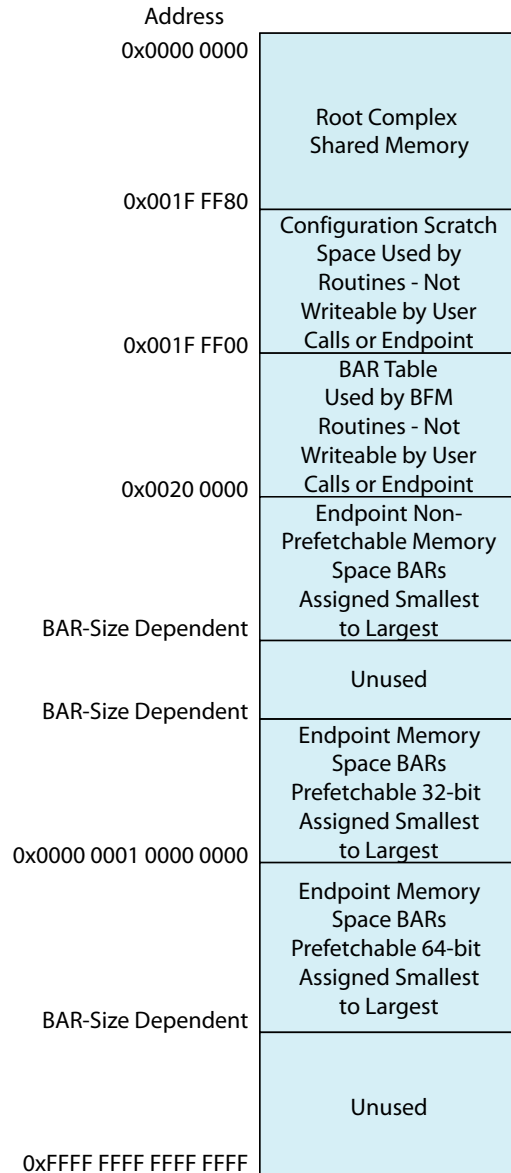 Address
0x0000 0000
Root Complex
Shared Memory
0x001F FF80
Configuration Scratch
Space Used by
Routines - Not
Writeable by User
Calls or Endpoint
0x001F FF00
BAR Table
Used by BFM
Routines - Not
Writeable by User
Calls or Endpoint
0x0020 0000
Endpoint Non-
Prefetchable Memory
Space BARs
Assigned Smallest
to Largest
BAR-Size Dependent
Unused
BAR-Size Dependent
Endpoint Memory
Space BARs
Prefetchable 32-bit
Assigned Smallest
to Largest
0x0000 0001 0000 0000
Endpoint Memory
Space BARs
Prefetchable 64-bit
Assigned Smallest
to Largest
BAR-Size Dependent
Unused
0xFFFF FFFF FFFF FFFF